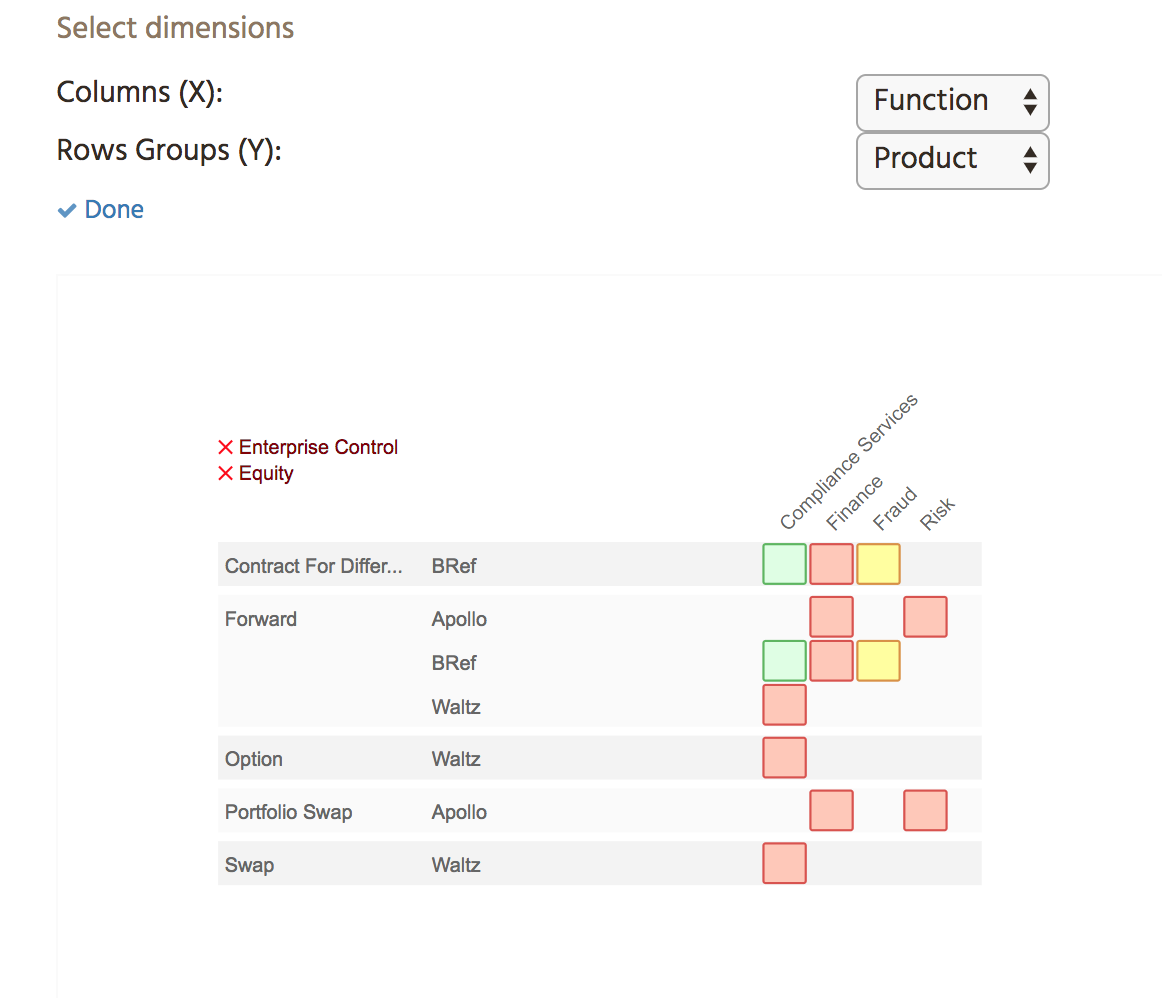 Select dimensions
Columns (X):
Function
Rows Groups (Y):
Product
Done
Enterprise Control
Equity
Compliance Services
Finance
Fraud
Risk
Contract For Differ... BRef
Forward Apollo
BRef
Waltz
Option Waltz
Portfolio Swap Apollo
Swap Waltz